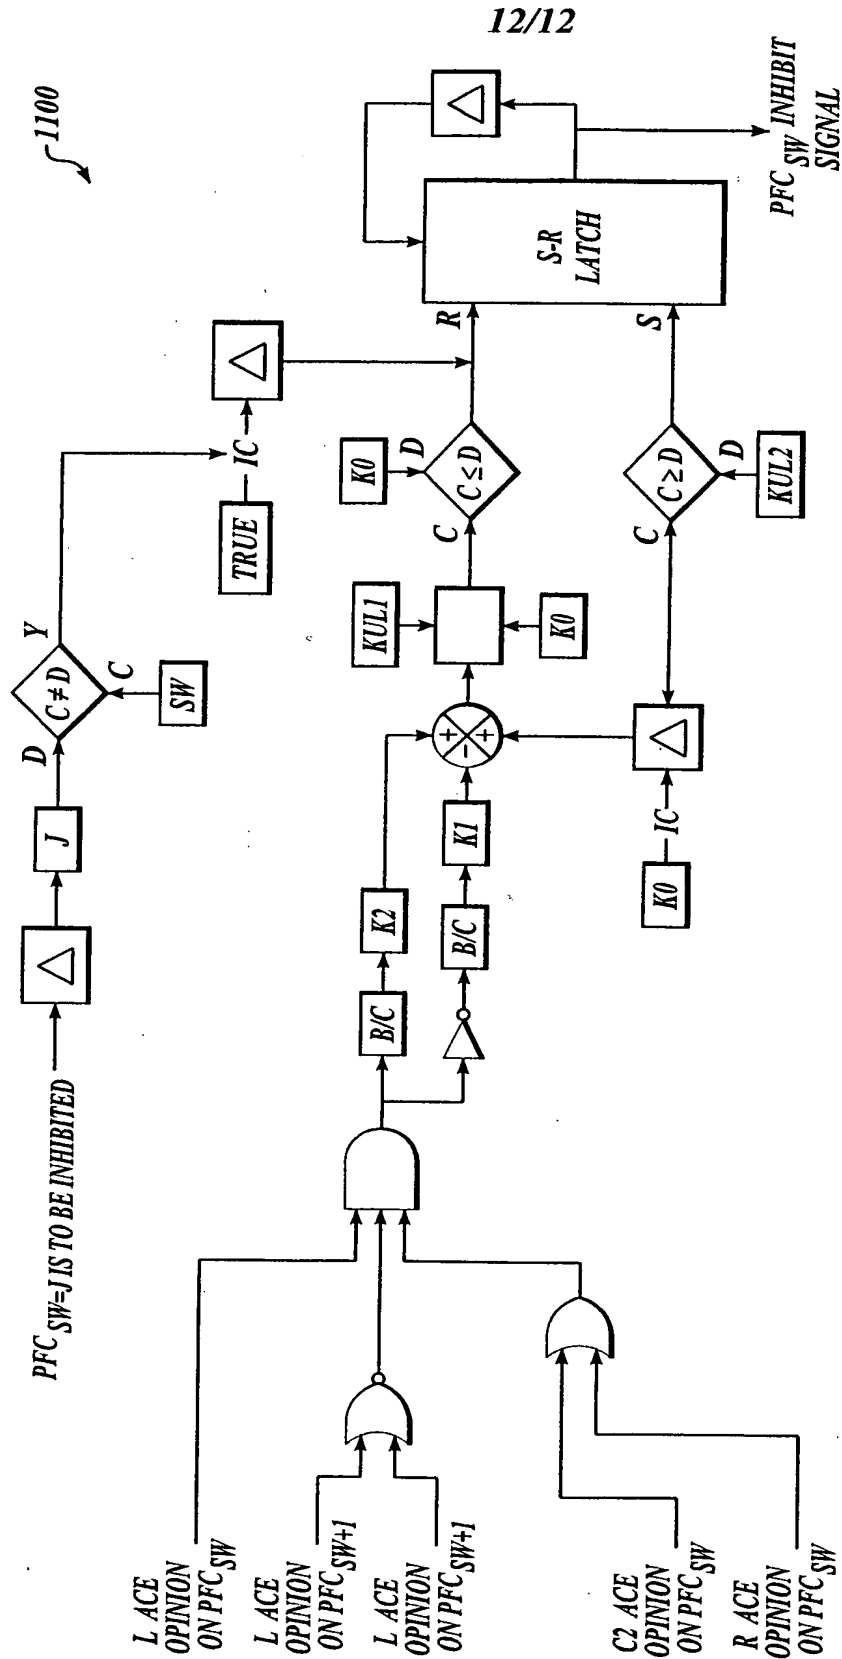 12/12
1100
PFC SW=J IS TO BE INHIBITED
Δ
J
D
C≠D
Y
C
SW
TRUE
IC
Δ
L ACE
OPINION
ON PFC SW
L ACE
OPINION
ON PFC SW+1
L ACE
OPINION
ON PFC SW+1
C2 ACE
OPINION
ON PFC SW
R ACE
OPINION
ON PFC SW
B/C
K2
B/C
K1
+
-
+
KUL1
K0
K0
IC
Δ
C
K0
D
C≤D
R
C
C≥D
D
KUL2
S
S-R
LATCH
Δ
PFC SW INHIBIT
SIGNAL